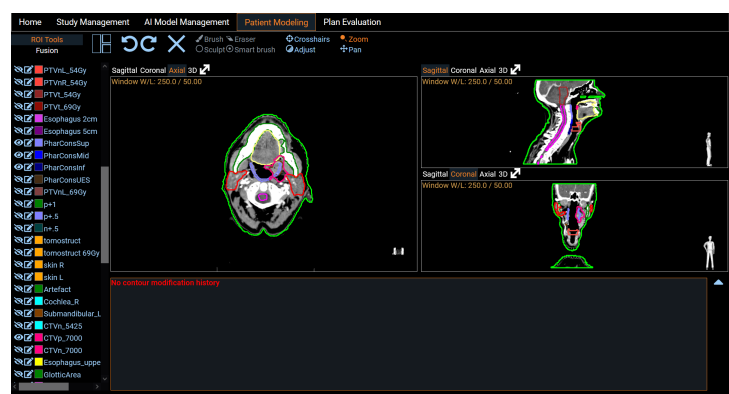 Home Study Management AI Model Management Patient Modeling Plan Evaluation
ROI Tools
Fusion
Brush Eraser
Sculpt Smart brush
Crosshairs
Adjust
Zoom
Pan
PTVnL_54Gy
PTVnR_54Gy
PTVt_54Gy
PTVt_69Gy
Esophagus 2cm
Esophagus 5cm
PharConsSup
PharConsMid
PharConsInf
PharConsUES
PTVnL_69Gy
p+1
p+.5
n+.5
tomostruct
tomostruct 69Gy
skin R
skin L
Artefact
Cochlea_R
Submandibular_L
CTVn_5425
CTVp_7000
CTVn_7000
Esophagus_uppe
GlotticArea
Sagittal Coronal Axial 3D
Window W/L: 250.0 / 50.00
Sagittal Coronal Axial 3D
Window W/L: 250.0 / 50.00
Sagittal Coronal Axial 3D
Window W/L: 250.0 / 50.00
No contour modification history